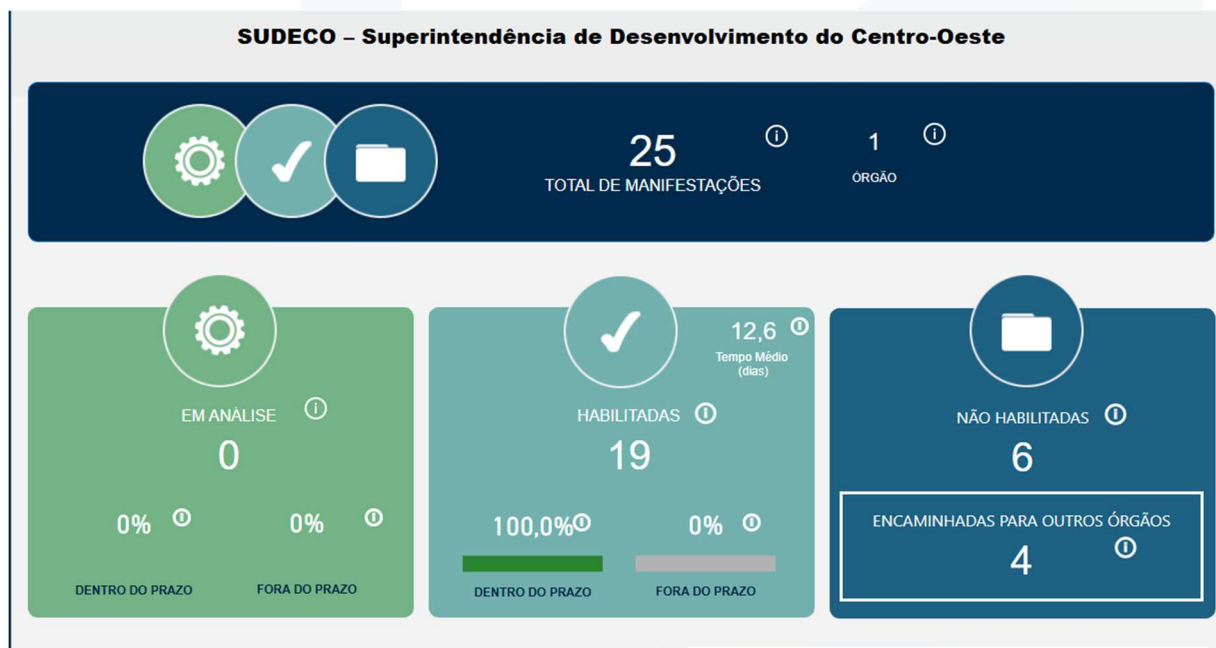 SUDECO – Superintendência de Desenvolvimento do Centro-Oeste
25
TOTAL DE MANIFESTAÇÕES
1
ÓRGÃO
EM ANÁLISE
0
0%
0%
DENTRO DO PRAZO
FORA DO PRAZO
12,6
Tempo Médio
(dias)
HABILITADAS
19
100,0%
0%
DENTRO DO PRAZO
FORA DO PRAZO
NÃO HABILITADAS
6
ENCAMINHADAS PARA OUTROS ÓRGÃOS
4